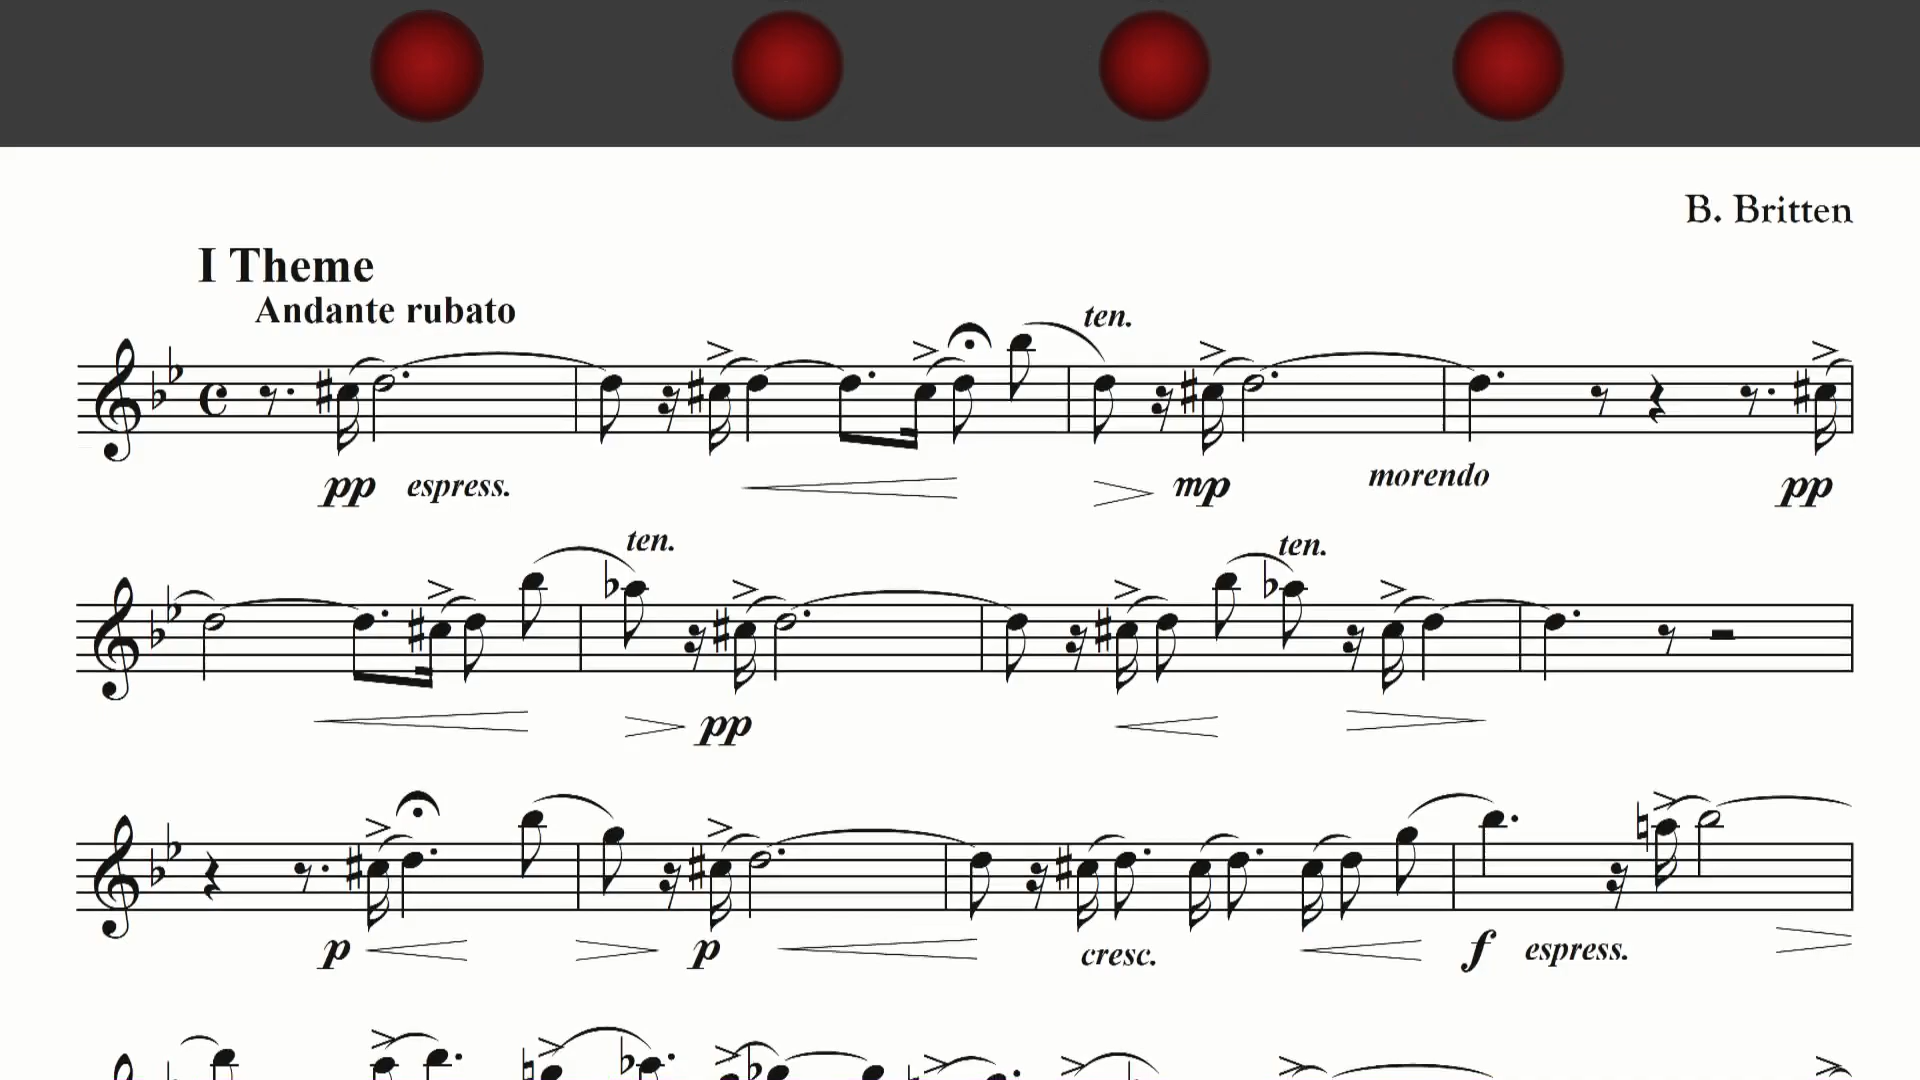 B. Britten
I Theme
Andante rubato
ten.
pp espress. mp morendo pp
ten. ten.
pp
p p cresc. f espress.